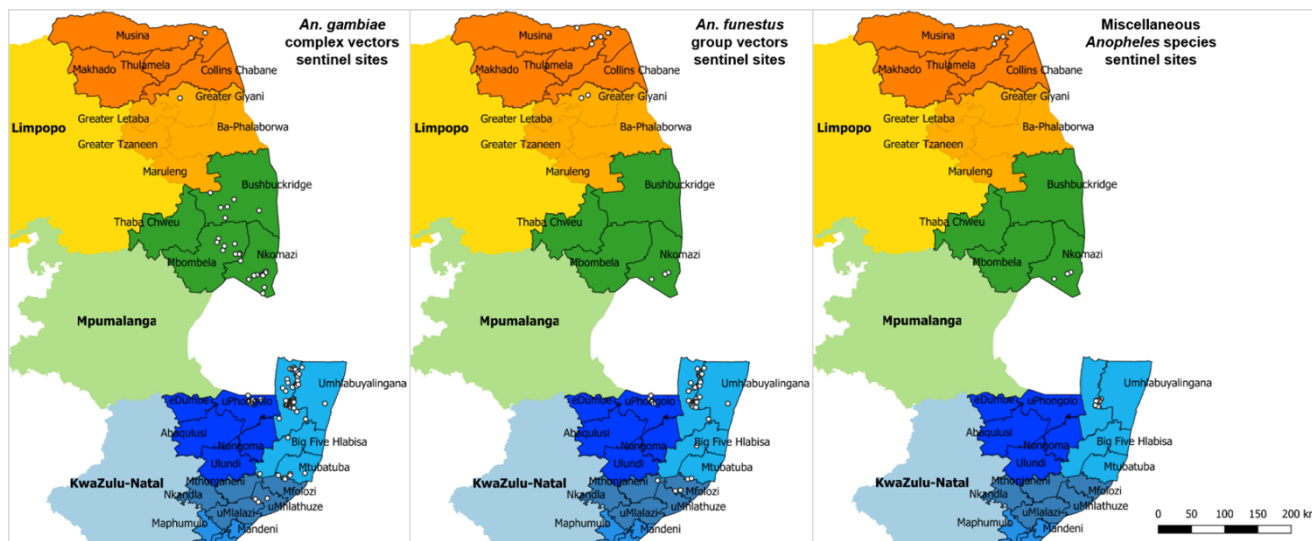 An. gambiae
complex vectors
sentinel sites
Musina
Thulamela
Makhado
Collins Chabane
Greater Giyani
Greater Letaba
Limpopo
Ba-Phalaborwa
Greater Tzaneen
Maruleng
Bushbuckridge
Thaba Chweu
Nkomazi
Mbombela
Mpumalanga
Umhlabuyalingana
eDumbe
uPhongolo
Abaqulusi
Nongoma
Big Five Hlabisa
Ulundi
Mtubatuba
Mthonjaneni
KwaZulu-Natal
Mfolozi
Nkandla
uMhlathuze
uMlalazi
Maphumulo
Mandeni
An. funestus
group vectors
sentinel sites
Musina
Thulamela
Makhado
Collins Chabane
Greater Giyani
Greater Letaba
Limpopo
Ba-Phalaborwa
Greater Tzaneen
Maruleng
Bushbuckridge
Thaba Chweu
Nkomazi
Mbombela
Mpumalanga
Umhlabuyalingana
eDumbe
uPhongolo
Abaqulusi
Nongoma
Big Five Hlabisa
Ulundi
Mtubatuba
Mthonjaneni
KwaZulu-Natal
Mfolozi
Nkandla
uMhlathuze
uMlalazi
Maphumulo
Mandeni
Miscellaneous
Anopheles species
sentinel sites
Musina
Thulamela
Makhado
Collins Chabane
Greater Giyani
Greater Letaba
Limpopo
Ba-Phalaborwa
Greater Tzaneen
Maruleng
Bushbuckridge
Thaba Chweu
Nkomazi
Mbombela
Mpumalanga
Umhlabuyalingana
eDumbe
uPhongolo
Abaqulusi
Nongoma
Big Five Hlabisa
Ulundi
Mtubatuba
Mthonjaneni
KwaZulu-Natal
Mfolozi
Nkandla
uMhlathuze
uMlalazi
Maphumulo
Mandeni
0 50 100 150 200 km